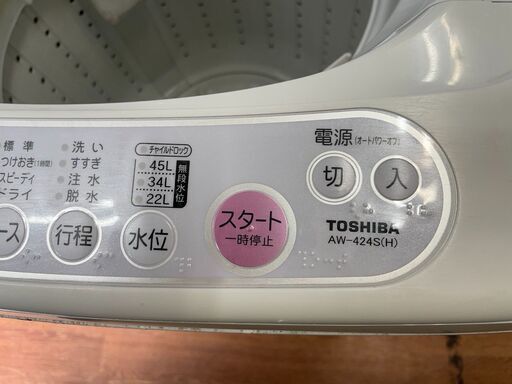 標準
つけおき(1時間)
スピーディ
ドライ
洗い
すすぎ
注水
脱水
チャイルドロック
45L
34L
22L
無段水位
ース
行程
水位
スタート
一時停止
電源(オートパワーオフ)
切
入
TOSHIBA
AW-424S(H)